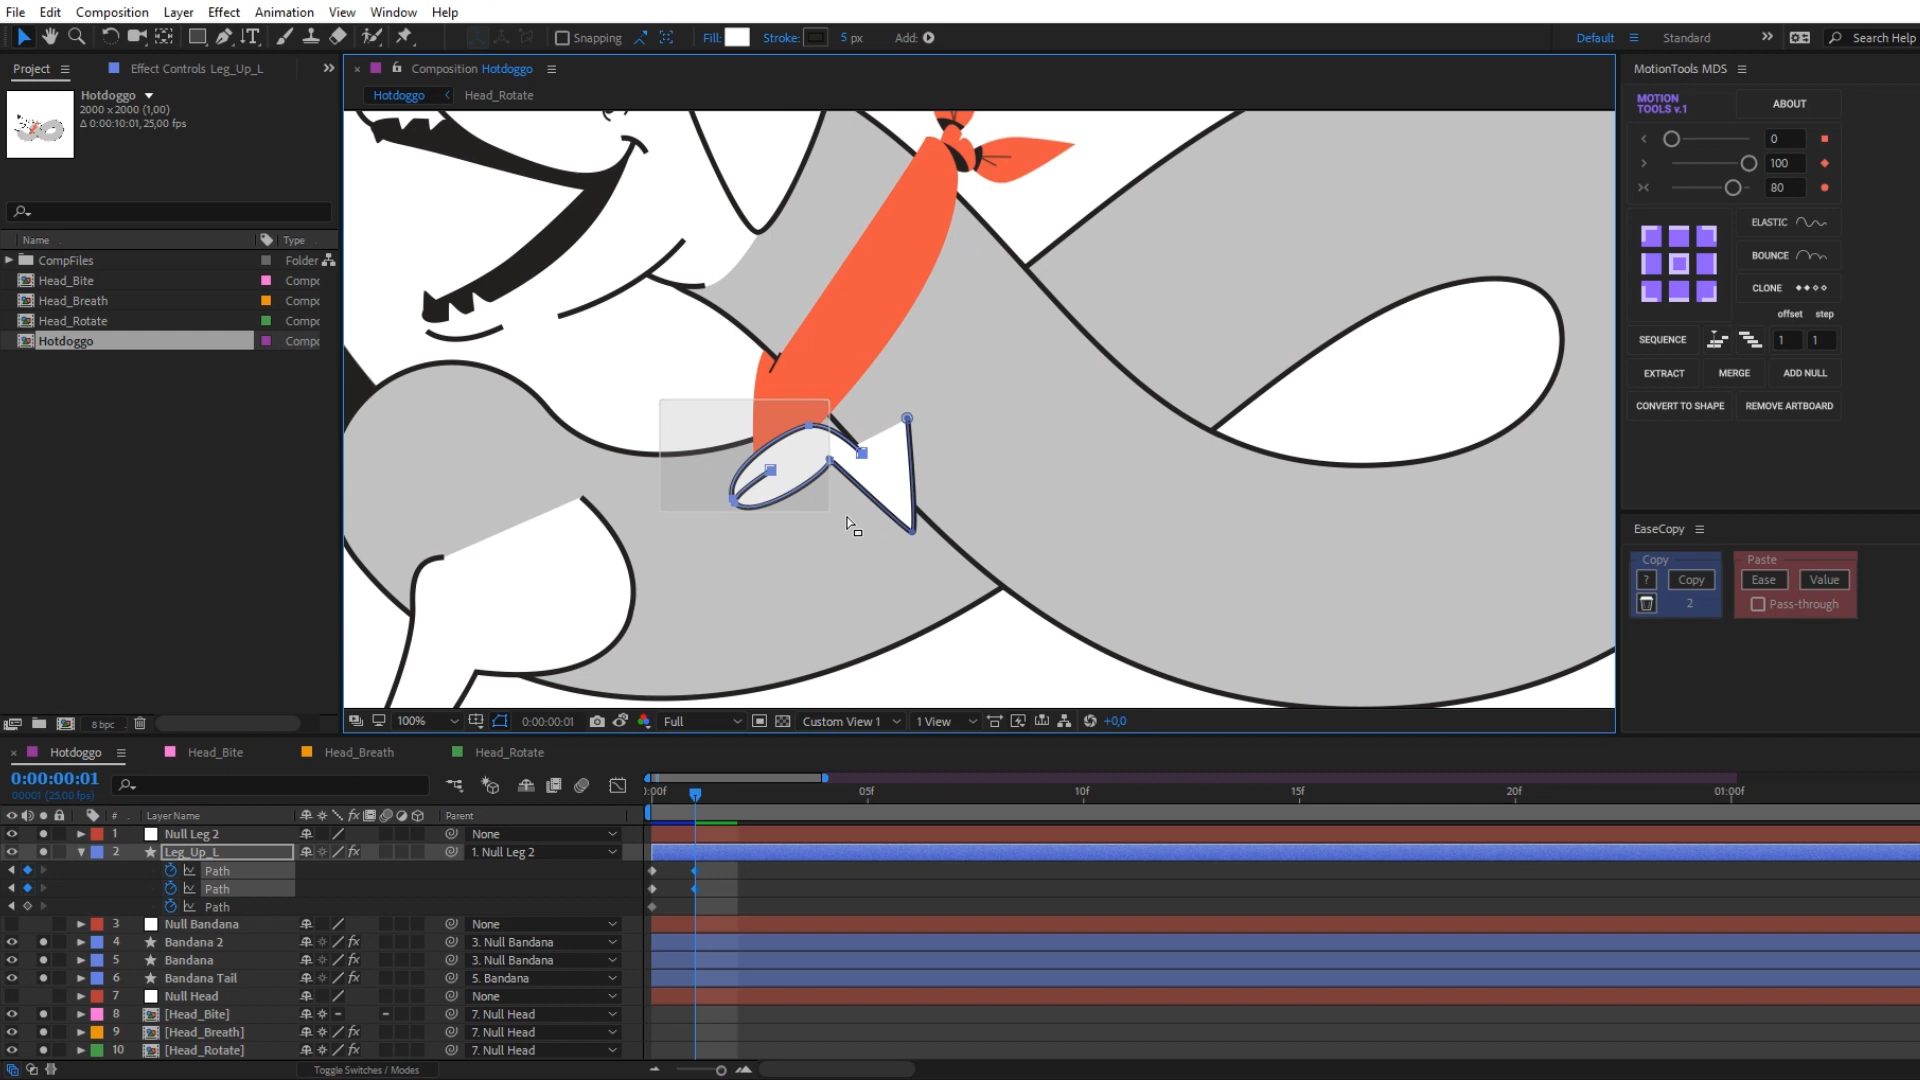 File Edit Composition Layer Effect Animation View Window Help
Snapping Fill: Stroke: 5 px Add: Default Standard Search Help
Project Effect Controls Leg_Up_L
Composition Hotdoggo
MotionTools MDS
Hotdoggo
2000 x 2000 (1,00)
Δ 0:00:10:01, 25,00 fps
Hotdoggo Head_Rotate
MOTION
TOOLS v.1
ABOUT
0
100
80
ELASTIC
BOUNCE
CLONE
offset step
SEQUENCE 1 1
EXTRACT MERGE ADD NULL
CONVERT TO SHAPE REMOVE ARTBOARD
Name Type
CompFiles Folder
Head_Bite Compo
Head_Breath Compo
Head_Rotate Compo
Hotdoggo Compo
EaseCopy
Copy Paste
? Copy Ease Value
2 Pass-through
8 bpc
100% 0:00:00:01 Full Custom View 1 1 View +0,0
Hotdoggo Head_Bite Head_Breath Head_Rotate
0:00:00:01
00001 (25.00 fps)
):00f 05f 10f 15f 20f 01:00f
# Layer Name Parent
1 Null Leg 2 None
2 Leg_Up_L 1. Null Leg 2
Path
Path
Path
3 Null Bandana None
4 Bandana 2 3. Null Bandana
5 Bandana 3. Null Bandana
6 Bandana Tail 5. Bandana
7 Null Head None
8 [Head_Bite] 7. Null Head
9 [Head_Breath] 7. Null Head
10 [Head_Rotate] 7. Null Head
Toggle Switches / Modes